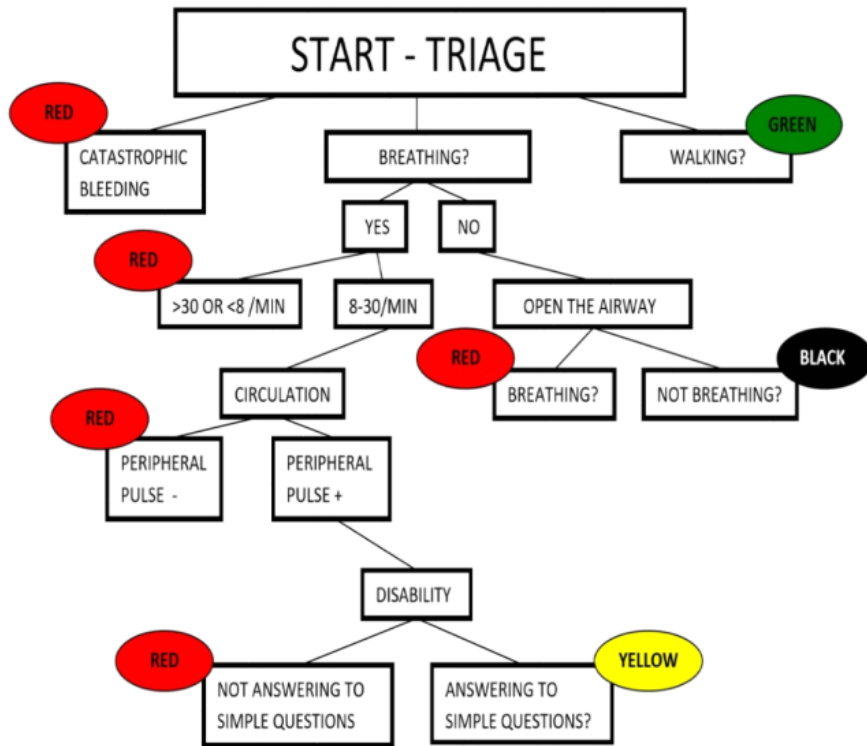 START - TRIAGE
RED
CATASTROPHIC
BLEEDING
BREATHING?
WALKING?
GREEN
YES
NO
RED
>30 OR <8 /MIN
8-30/MIN
OPEN THE AIRWAY
RED
BREATHING?
BLACK
NOT BREATHING?
CIRCULATION
RED
PERIPHERAL
PULSE -
PERIPHERAL
PULSE +
DISABILITY
RED
NOT ANSWERING TO
SIMPLE QUESTIONS
YELLOW
ANSWERING TO
SIMPLE QUESTIONS?